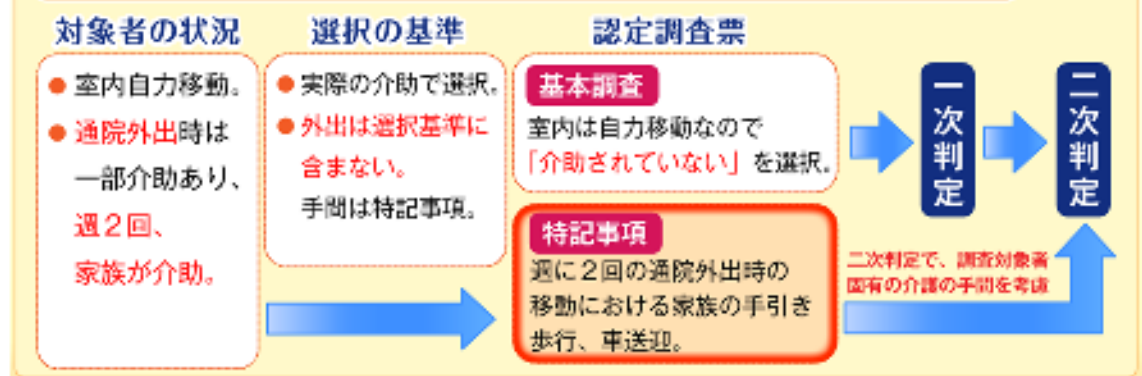 対象者の状況
● 室内自力移動。
● 通院外出時は
一部介助あり、
週２回、
家族が介助。
選択の基準
● 実際の介助で選択。
● 外出は選択基準に
含まない。
手間は特記事項。
認定調査票
基本調査
室内は自力移動なので
「介助されていない」を選択。
特記事項
週に２回の通院外出時の
移動における家族の手引き
歩行、車送迎。
一次判定
二次判定
二次判定で、調査対象者
固有の介護の手間を考慮